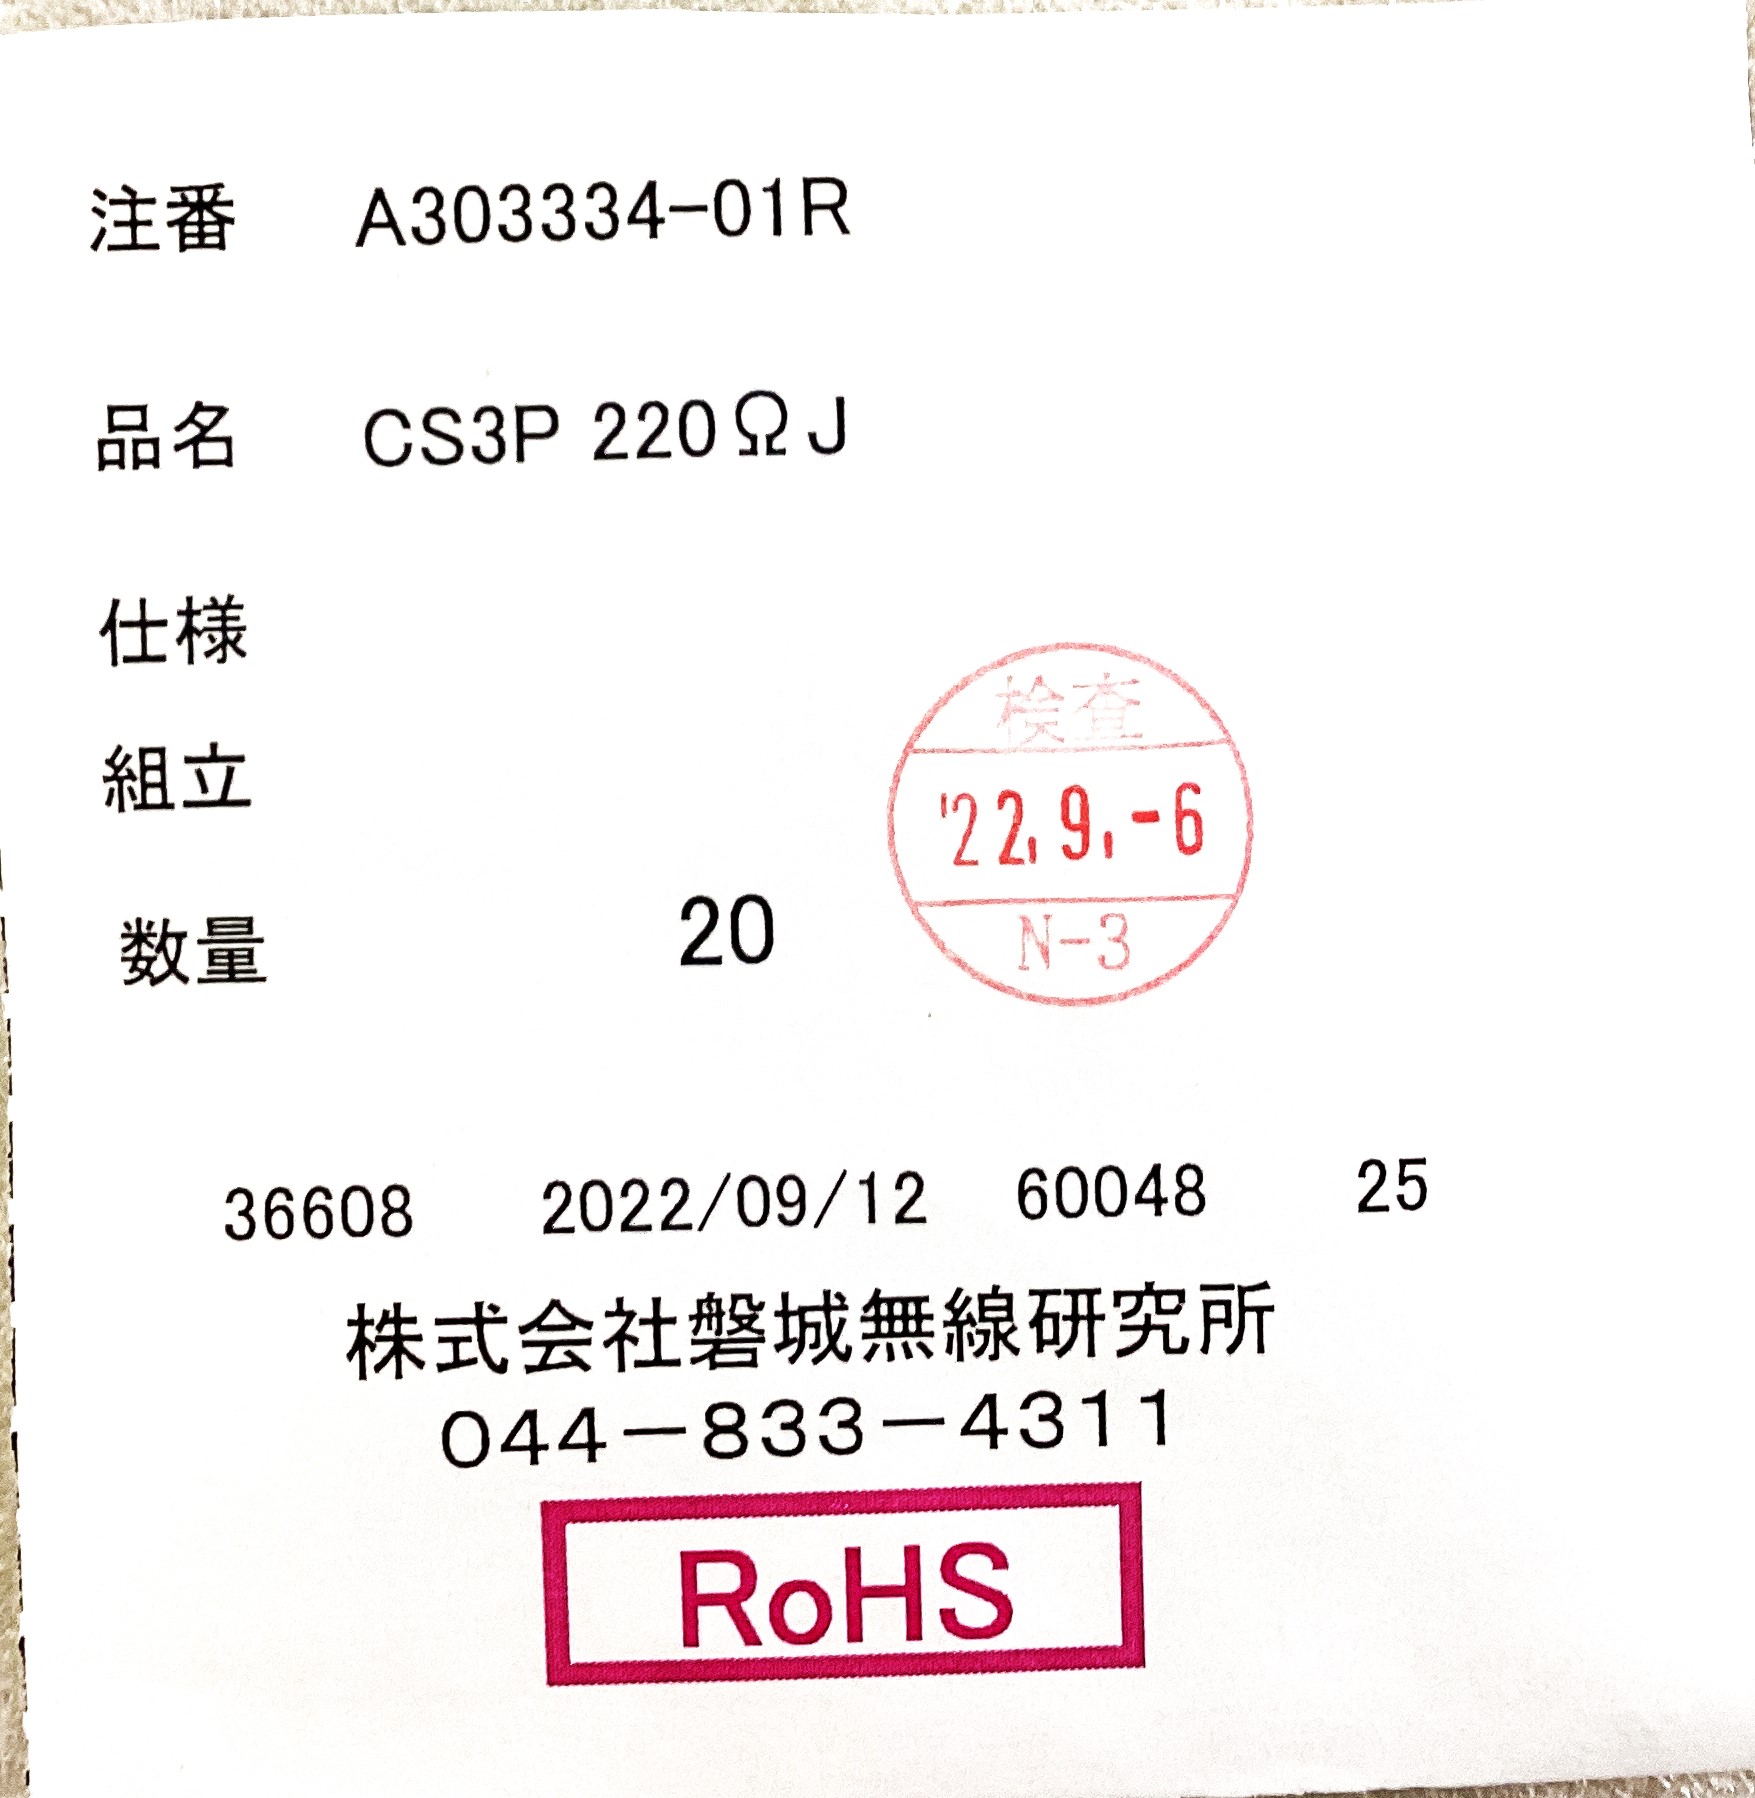 注番 A303334-01R
品名 CS3P 220Ω J
仕様
組立
数量 20
検査
'22. 9. -6
N-3
36608 2022/09/12 60048 25
株式会社磐城無線研究所
044－833－4311
RoHS